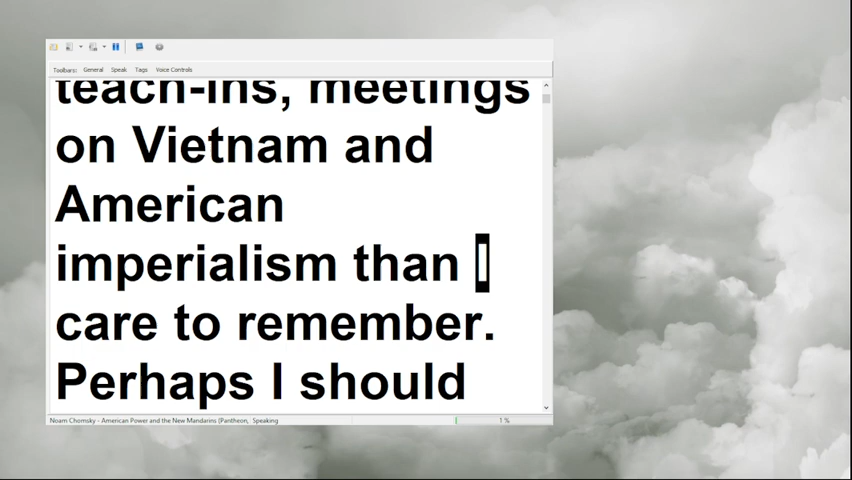 Toolbars: General Speak Tags Voice Controls
teach-ins, meetings
on Vietnam and
American
imperialism than I
care to remember.
Perhaps I should
Noam Chomsky - American Power and the New Mandarins (Pantheon, Speaking 1 %